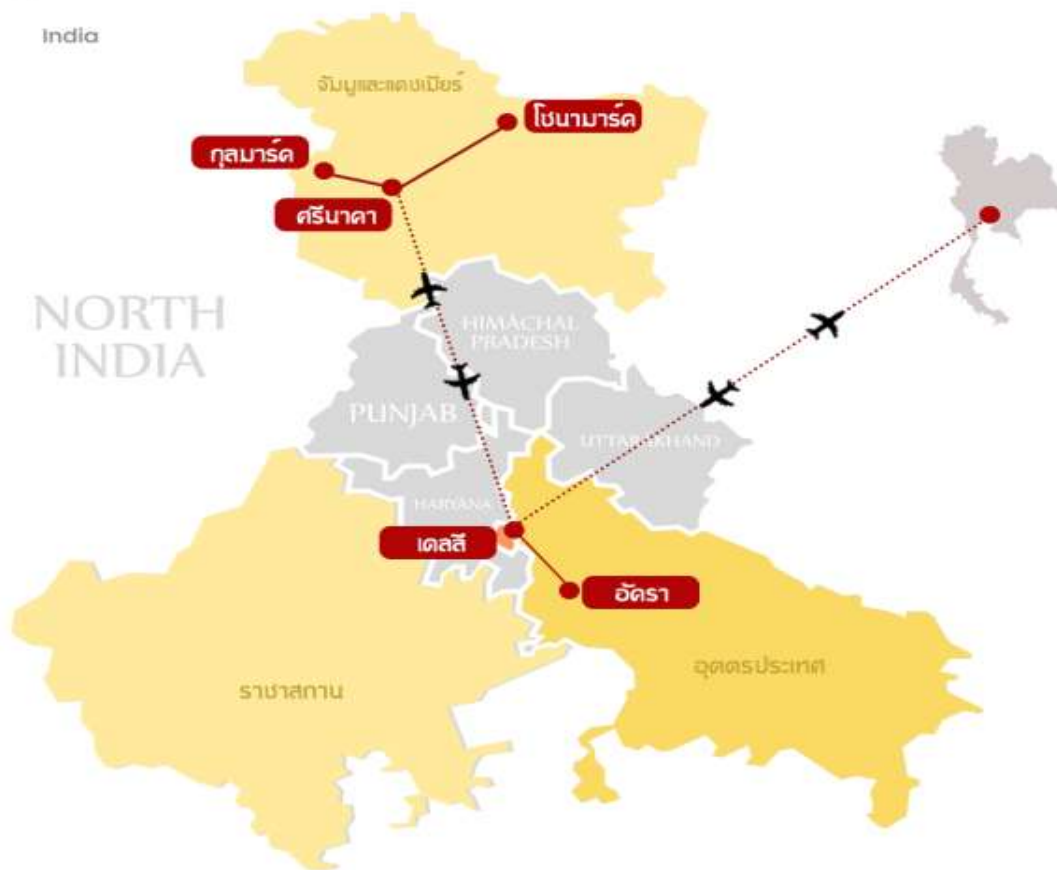 India
จัมมูและแคชเมียร์
โซนามาร์ค
กุลมาร์ค
ศรีนาคา
NORTH
INDIA
HIMACHAL
PRADESH
PUNJAB
UTTARAKHAND
HARYANA
เดลลี
อัครา
อุตตรประเทศ
ราชาสถาน